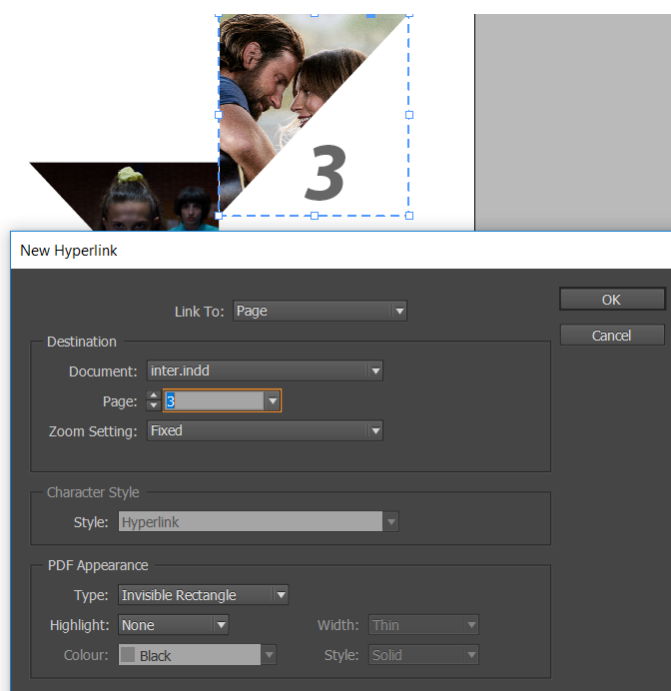 3
New Hyperlink
Link To: Page
OK
Destination
Cancel
Document: inter.indd
Page: 3
Zoom Setting: Fixed
Character Style
Style: Hyperlink
PDF Appearance
Type: Invisible Rectangle
Highlight: None Width: Thin
Colour: Black Style: Solid